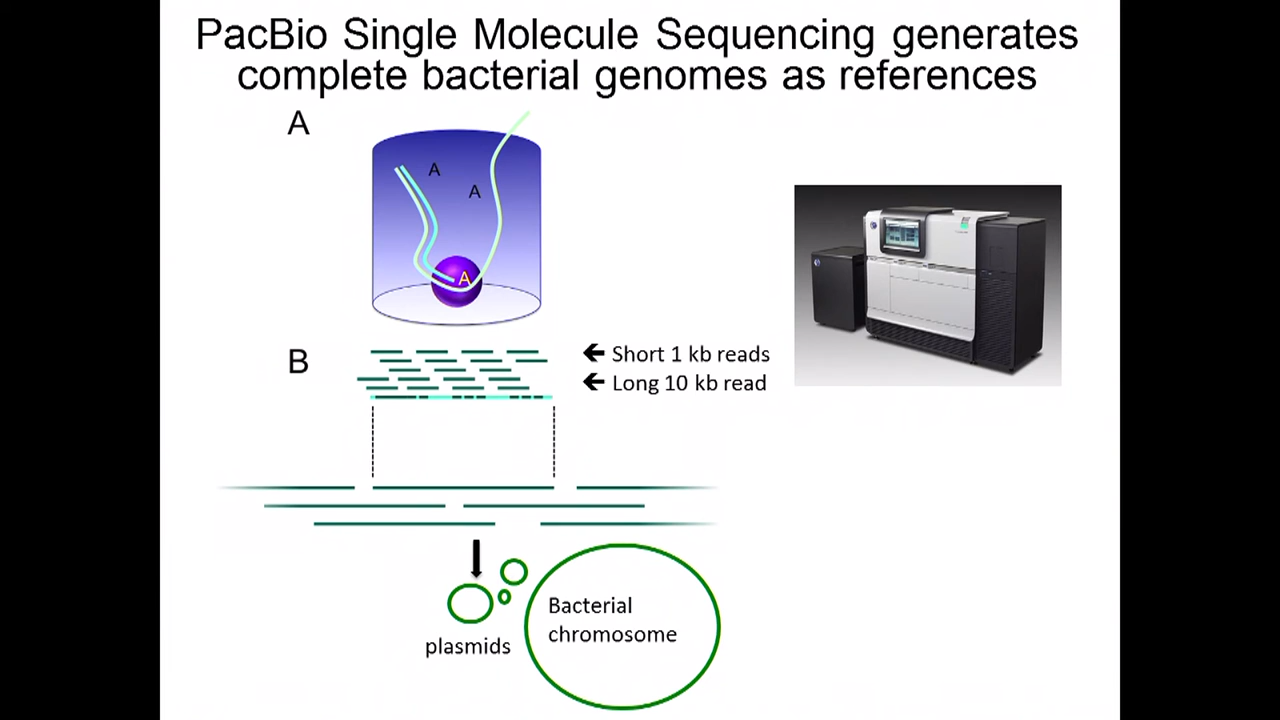 PacBio Single Molecule Sequencing generates
complete bacterial genomes as references
A
A
A
A
B
← Short 1 kb reads
← Long 10 kb read
Bacterial
chromosome
plasmids